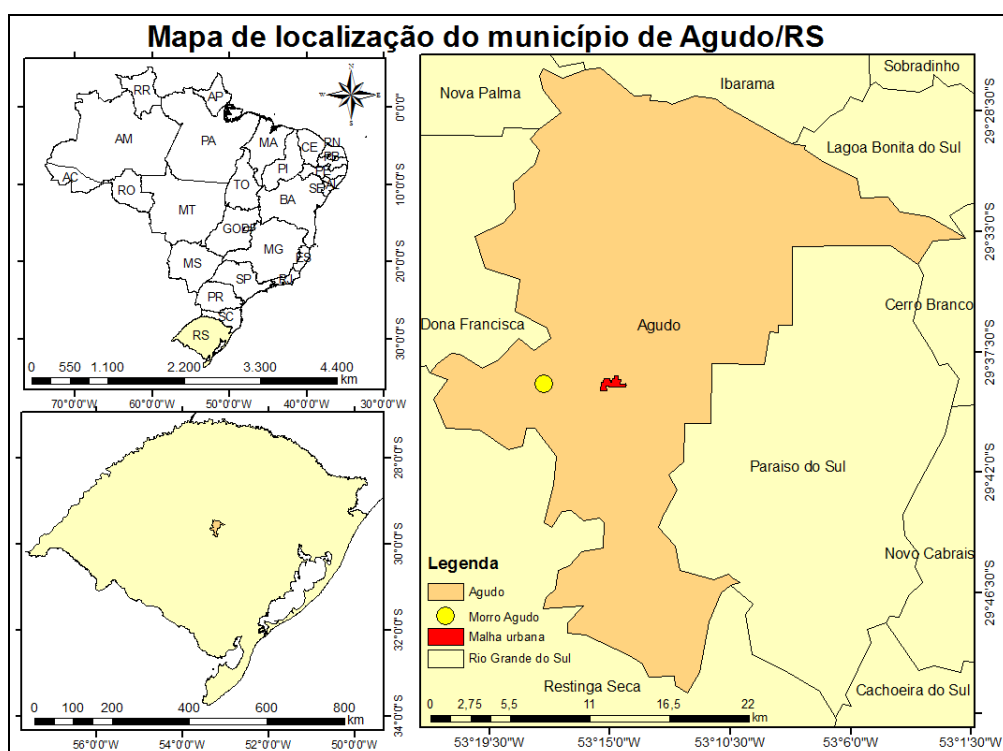 Mapa de localização do município de Agudo/RS
RR
AP
AM
PA
MA
CE
RN
PB
PI
AC
RO
TO
SE
AL
MT
BA
GO
DF
MG
ES
MS
SP
RJ
PR
SC
RS
0 550 1.100 2.200 3.300 4.400
km
0°0'
10°0'0"S
20°0'0"S
30°0'0"S
70°0'0"W 60°0'0"W 50°0'0"W 40°0'0"W 30°0'0"W
28°0'0"S
30°0'0"S
32°0'0"S
34°0'0"S
0 100 200 400 600 800
km
56°0'0"W 54°0'0"W 52°0'0"W 50°0'0"W
Sobradinho
Ibarama
Nova Palma
Lagoa Bonita do Sul
Cerro Branco
Dona Francisca
Agudo
Paraiso do Sul
Novo Cabrais
Restinga Seca
Cachoeira do Sul
Legenda
Agudo
Morro Agudo
Malha urbana
Rio Grande do Sul
0 2,75 5,5 11 16,5 22
km
29°28'30"S
29°33'0"S
29°37'30"S
29°42'0"S
29°46'30"S
53°19'30"W 53°15'0"W 53°10'30"W 53°6'0"W 53°1'30"W